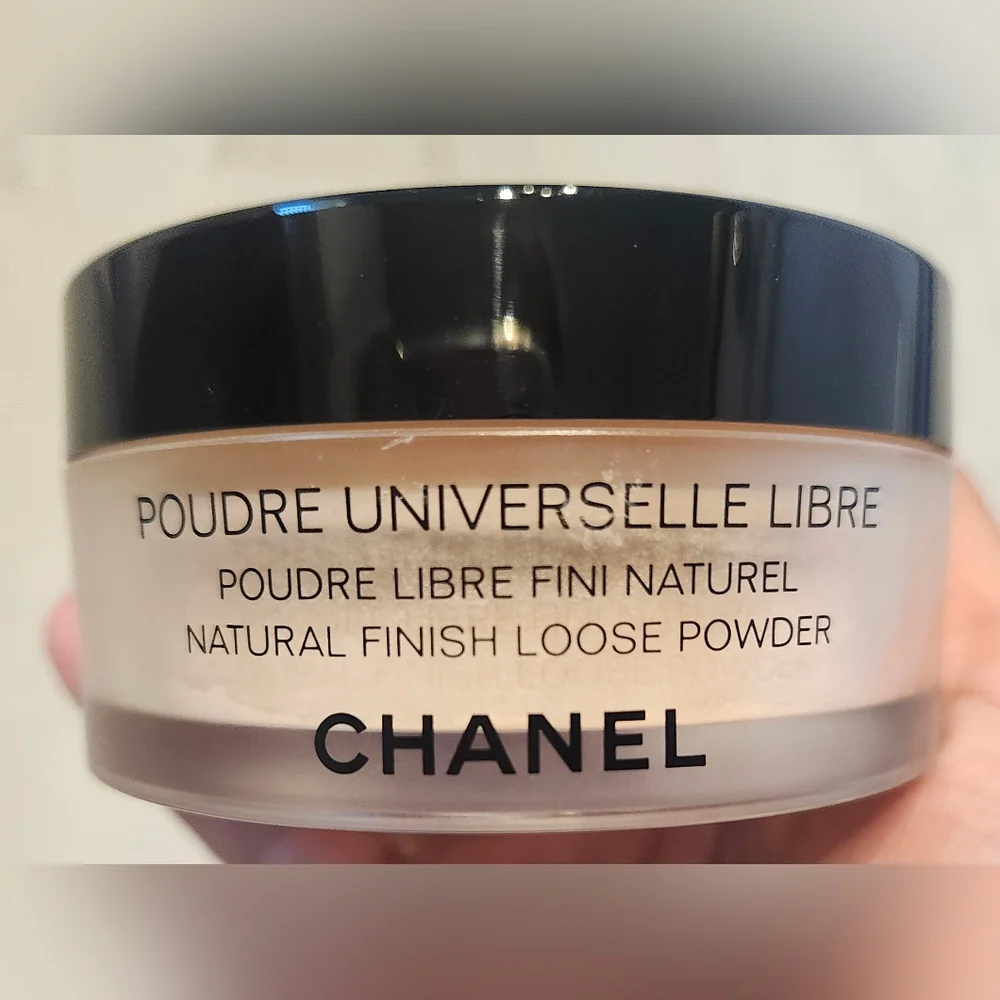 POUDRE UNIVERSELLE LIBRE
POUDRE LIBRE FINI NATUREL
NATURAL FINISH LOOSE POWDER
CHANEL